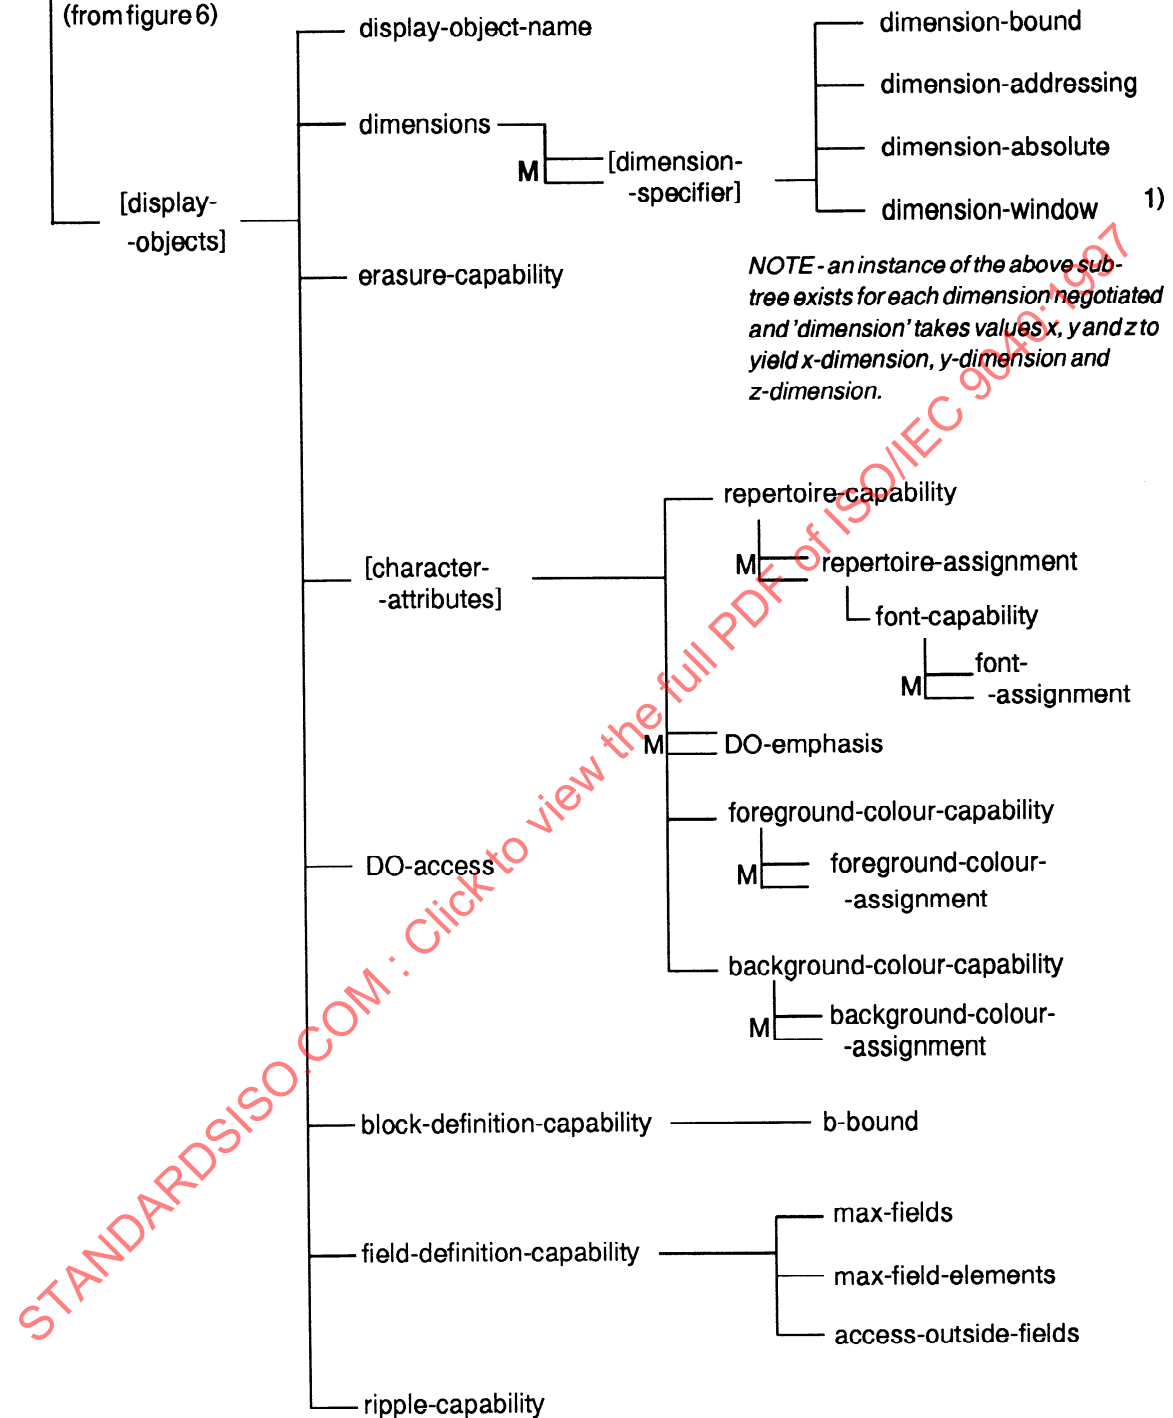 (from figure 6)
display-object-name
dimensions
M
[dimension-
-specifier]
dimension-bound
dimension-addressing
dimension-absolute
dimension-window 1)
[display-
-objects]
erasure-capability
NOTE - an instance of the above sub-
tree exists for each dimension negotiated
and 'dimension' takes values x, y and z to
yield x-dimension, y-dimension and
z-dimension.
[character-
-attributes]
repertoire-capability
M
repertoire-assignment
font-capability
M
font-
-assignment
M
DO-emphasis
foreground-colour-capability
M
foreground-colour-
-assignment
background-colour-capability
M
background-colour-
-assignment
DO-access
block-definition-capability
b-bound
field-definition-capability
max-fields
max-field-elements
access-outside-fields
ripple-capability
STANDARDSISO.COM : Click to view the full PDF of ISO/IEC 9040:1997